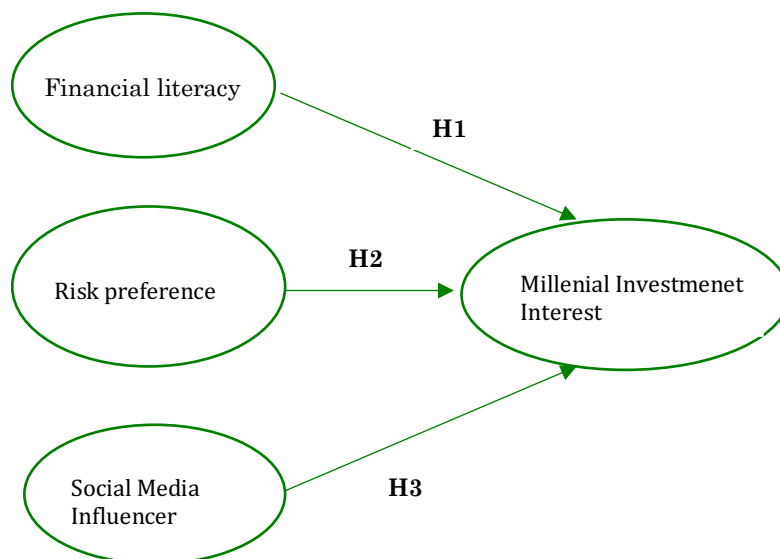 Financial literacy
H1
H2
Risk preference
Millenial Investmenet
Interest
Social Media
Influencer
H3